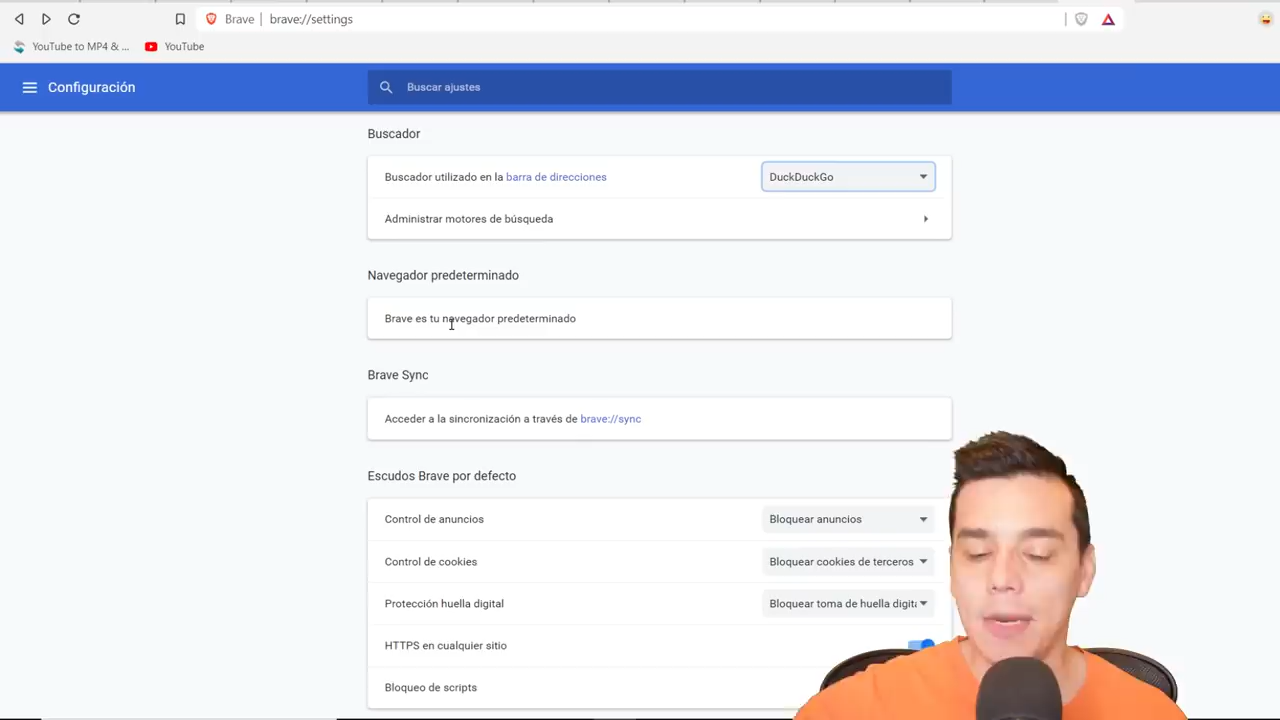 Brave | brave://settings
YouTube to MP4 & ... YouTube
Configuración Buscar ajustes
Buscador
Buscador utilizado en la barra de direcciones DuckDuckGo
Administrar motores de búsqueda
Navegador predeterminado
Brave es tu navegador predeterminado
Brave Sync
Acceder a la sincronización a través de brave://sync
Escudos Brave por defecto
Control de anuncios Bloquear anuncios
Control de cookies Bloquear cookies de terceros
Protección huella digital Bloquear toma de huella digita
HTTPS en cualquier sitio
Bloqueo de scripts